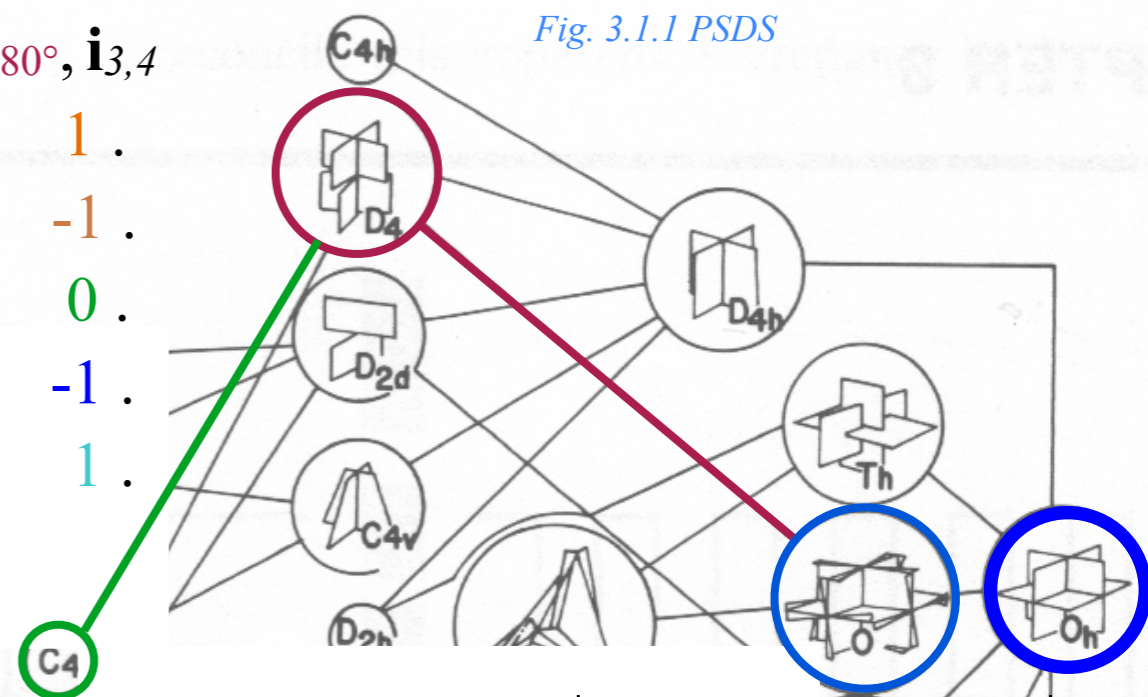 Fig. 3.1.1 PSDS
80°, i3,4
C4h
1 .
D4
-1 .
0 .
D4h
D2d
-1 .
1 .
Th
C4v
D2h
O
Oh
C4